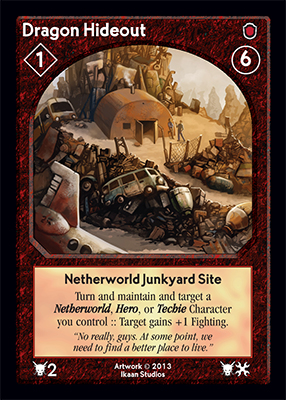 Dragon Hideout
1
6
Netherworld Junkyard Site
Turn and maintain and target a
Netherworld, Hero, or Techie Character
you control :: Target gains +1 Fighting.
"No really, guys. At some point, we
need to find a better place to live."
Artwork © 2013
Ikaan Studios
2